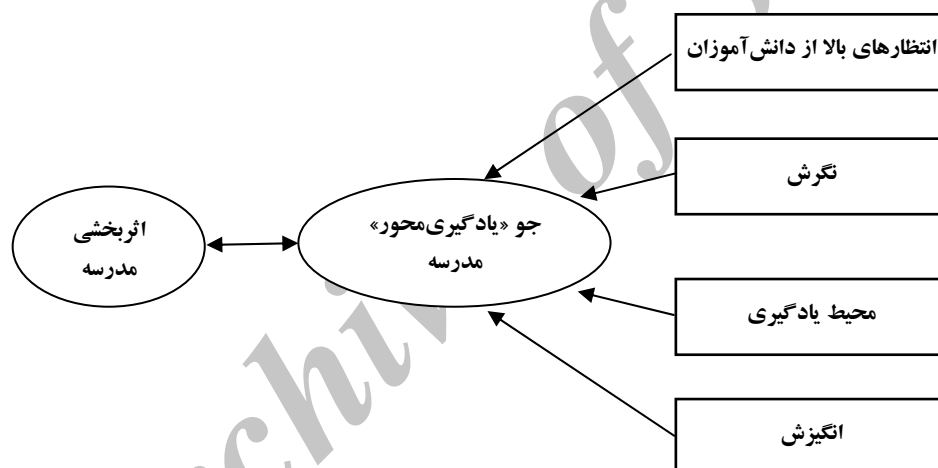 انتظارهای بالا از دانش‌آموزان
نگرش
جو «یادگیری‌محور»
مدرسه
اثربخشی
مدرسه
محیط یادگیری
انگیزش